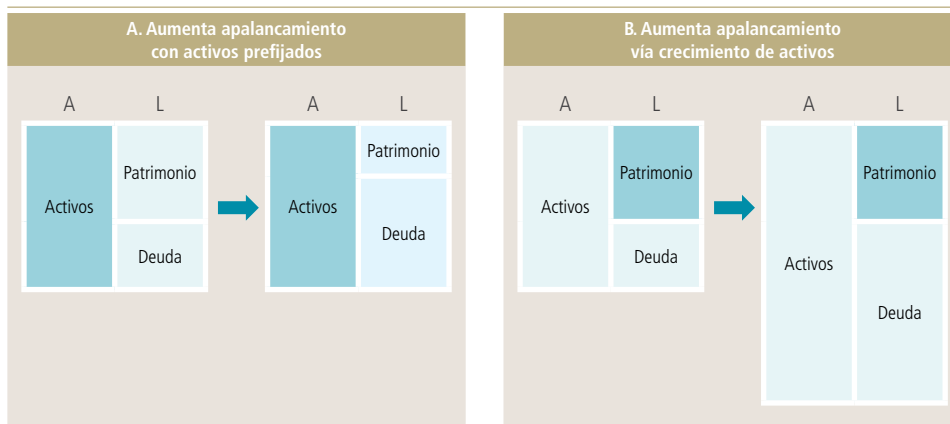 A. Aumenta apalancamiento
con activos prefijados
A L A L
Activos
Patrimonio
Deuda
Activos
Patrimonio
Deuda
B. Aumenta apalancamiento
vía crecimiento de activos
A L A L
Activos
Patrimonio
Deuda
Activos
Patrimonio
Deuda